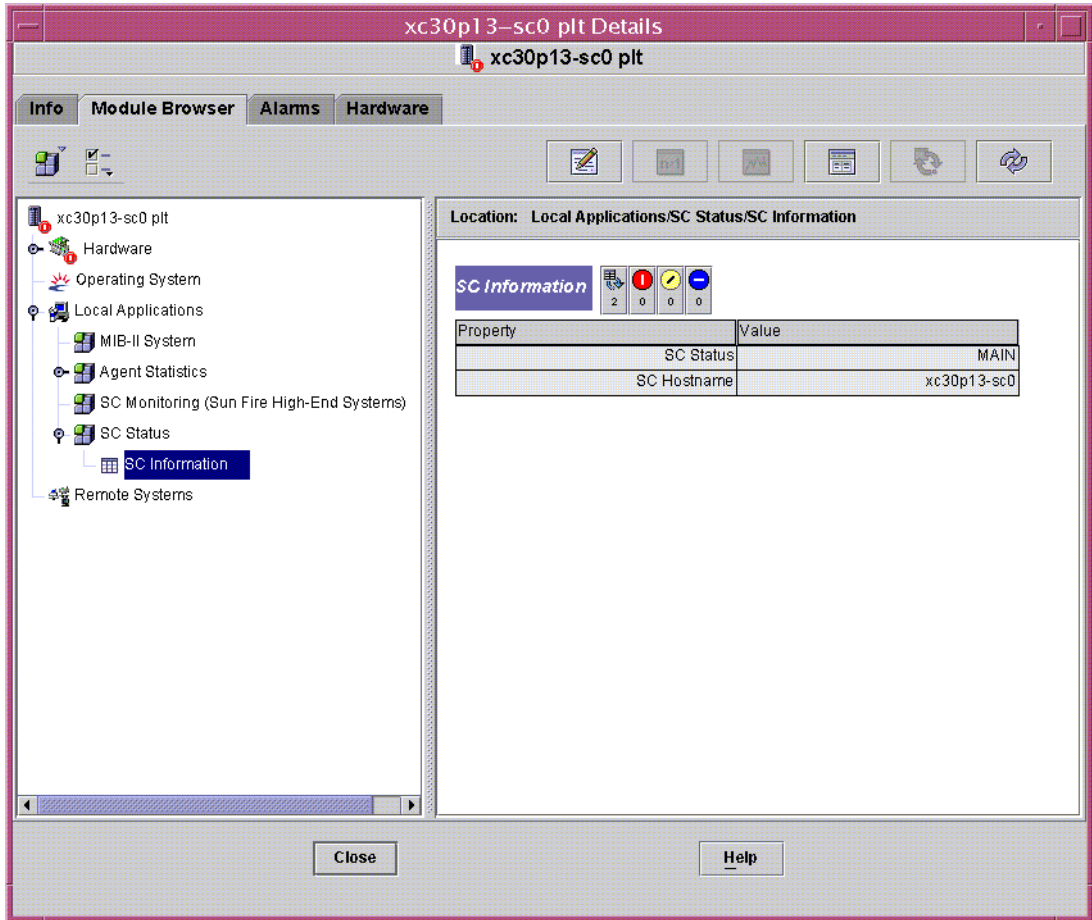 xc30p13–sc0 plt Details
xc30p13-sc0 plt
Info Module Browser Alarms Hardware
xc30p13-sc0 plt
Hardware
Operating System
Local Applications
MIB-II System
Agent Statistics
SC Monitoring (Sun Fire High-End Systems)
SC Status
SC Information
Remote Systems
Location: Local Applications/SC Status/SC Information
SC Information
2 0 0 0
Property Value
SC Status MAIN
SC Hostname xc30p13-sc0
Close Help